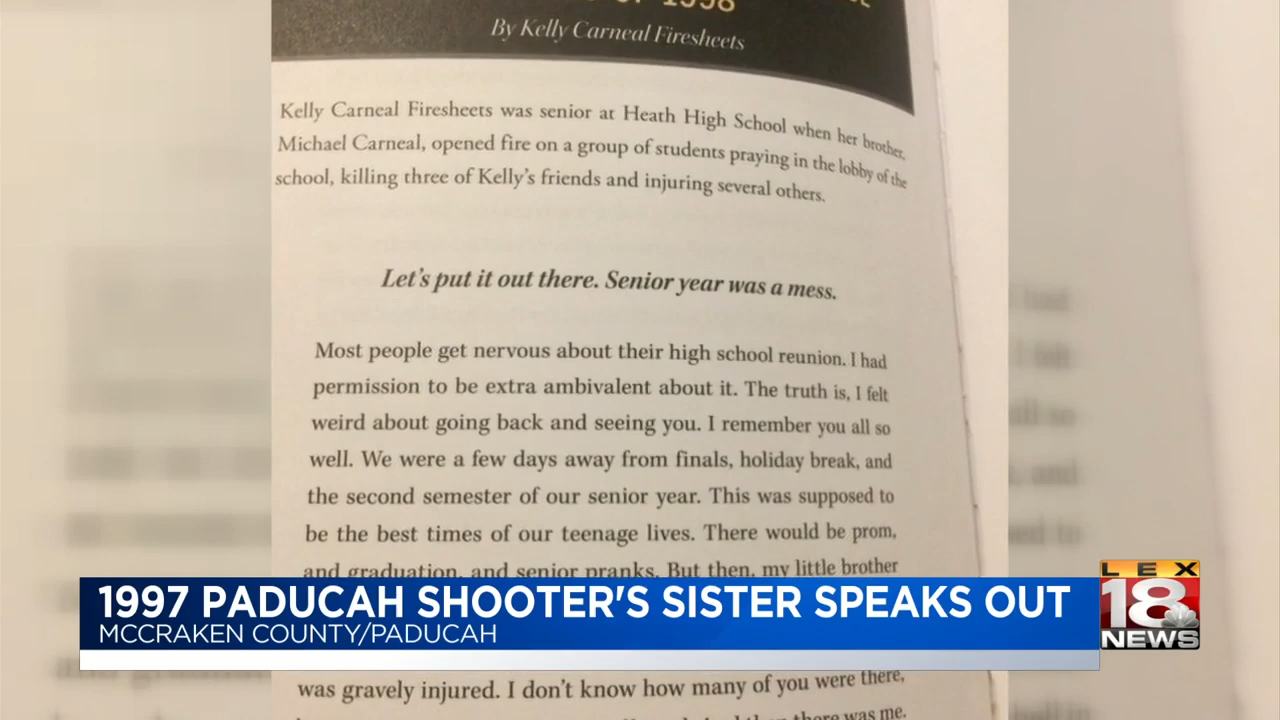 OF 1998
By Kelly Carneal Firesheets
Kelly Carneal Firesheets was senior at Heath High School when her brother,
Michael Carneal, opened fire on a group of students praying in the lobby of the
school, killing three of Kelly's friends and injuring several others.
Let's put it out there. Senior year was a mess.
Most people get nervous about their high school reunion. I had
permission to be extra ambivalent about it. The truth is, I felt
weird about going back and seeing you. I remember you all so
well. We were a few days away from finals, holiday break, and
the second semester of our senior year. This was supposed to
be the best times of our teenage lives. There would be prom,
and graduation, and senior pranks. But then, my little brother
1997 PADUCAH SHOOTER'S SISTER SPEAKS OUT
MCCRAKEN COUNTY/PADUCAH
LEX
18
NEWS
was gravely injured. I don't know how many of you were there,
there was me.